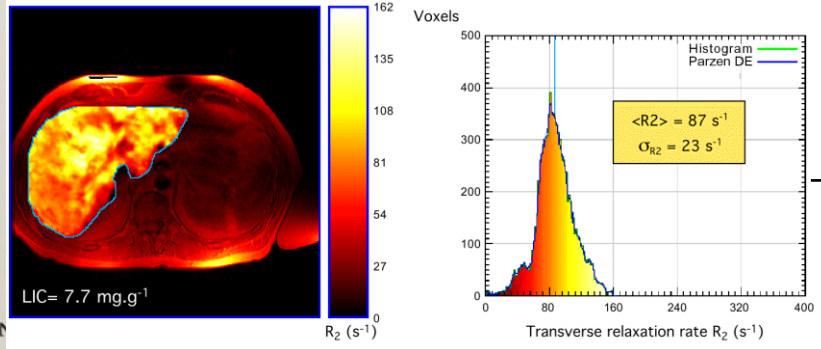 162
135
108
81
54
27
0
R₂ (s⁻¹)
LIC= 7.7 mg.g⁻¹
Voxels
500
400
300
200
100
0
Histogram
Parzen DE
<R2> = 87 s⁻¹
σR2 = 23 s⁻¹
0 80 160 240 320 400
Transverse relaxation rate R₂ (s⁻¹)